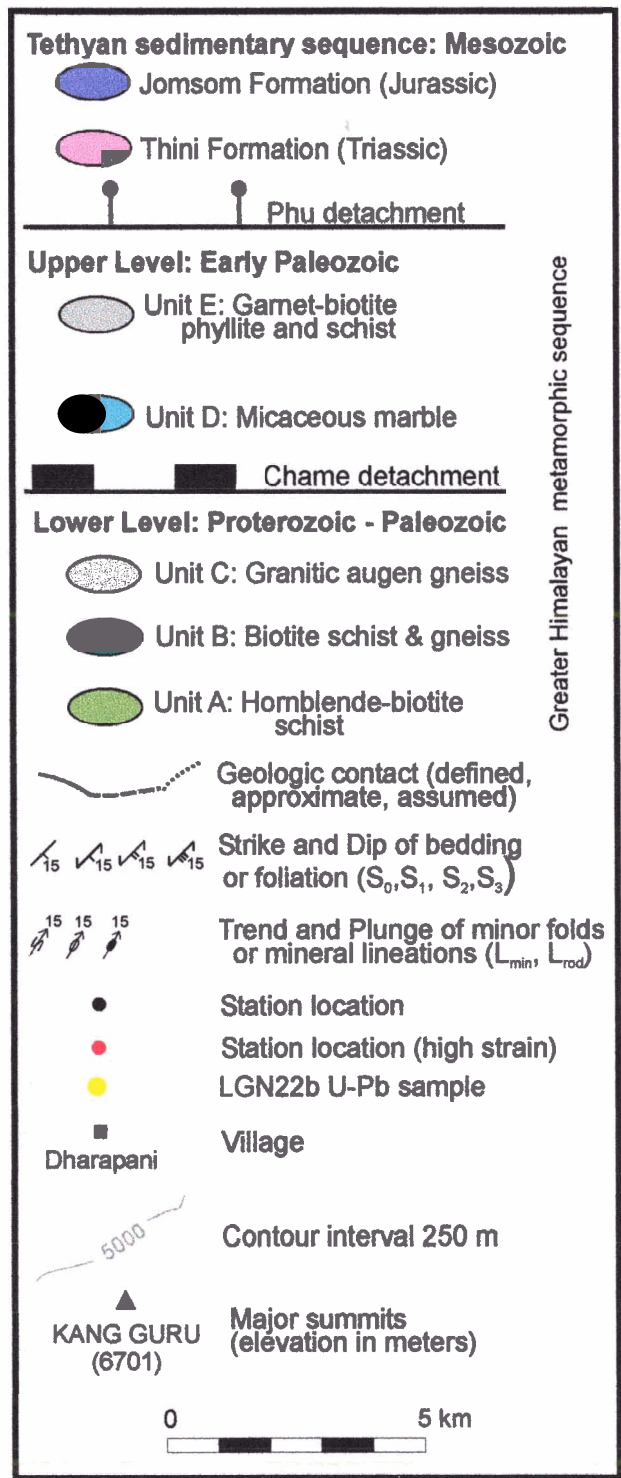 Tethyan sedimentary sequence: Mesozoic
Jomsom Formation (Jurassic)
Thini Formation (Triassic)
Phu detachment
Upper Level: Early Paleozoic
Unit E: Garnet-biotite
phyllite and schist
Unit D: Micaceous marble
Chame detachment
Lower Level: Proterozoic - Paleozoic
Unit C: Granitic augen gneiss
Unit B: Biotite schist & gneiss
Unit A: Hornblende-biotite
schist
Greater Himalayan metamorphic sequence
Geologic contact (defined,
approximate, assumed)
15 15 15 15 Strike and Dip of bedding
or foliation (S₀,S₁, S₂,S₃)
15 15 15 Trend and Plunge of minor folds
or mineral lineations (Lmin, Lrod)
Station location
Station location (high strain)
LGN22b U-Pb sample
Village
Dharapani
5000 Contour interval 250 m
KANG GURU
(6701)
Major summits
(elevation in meters)
0 5 km